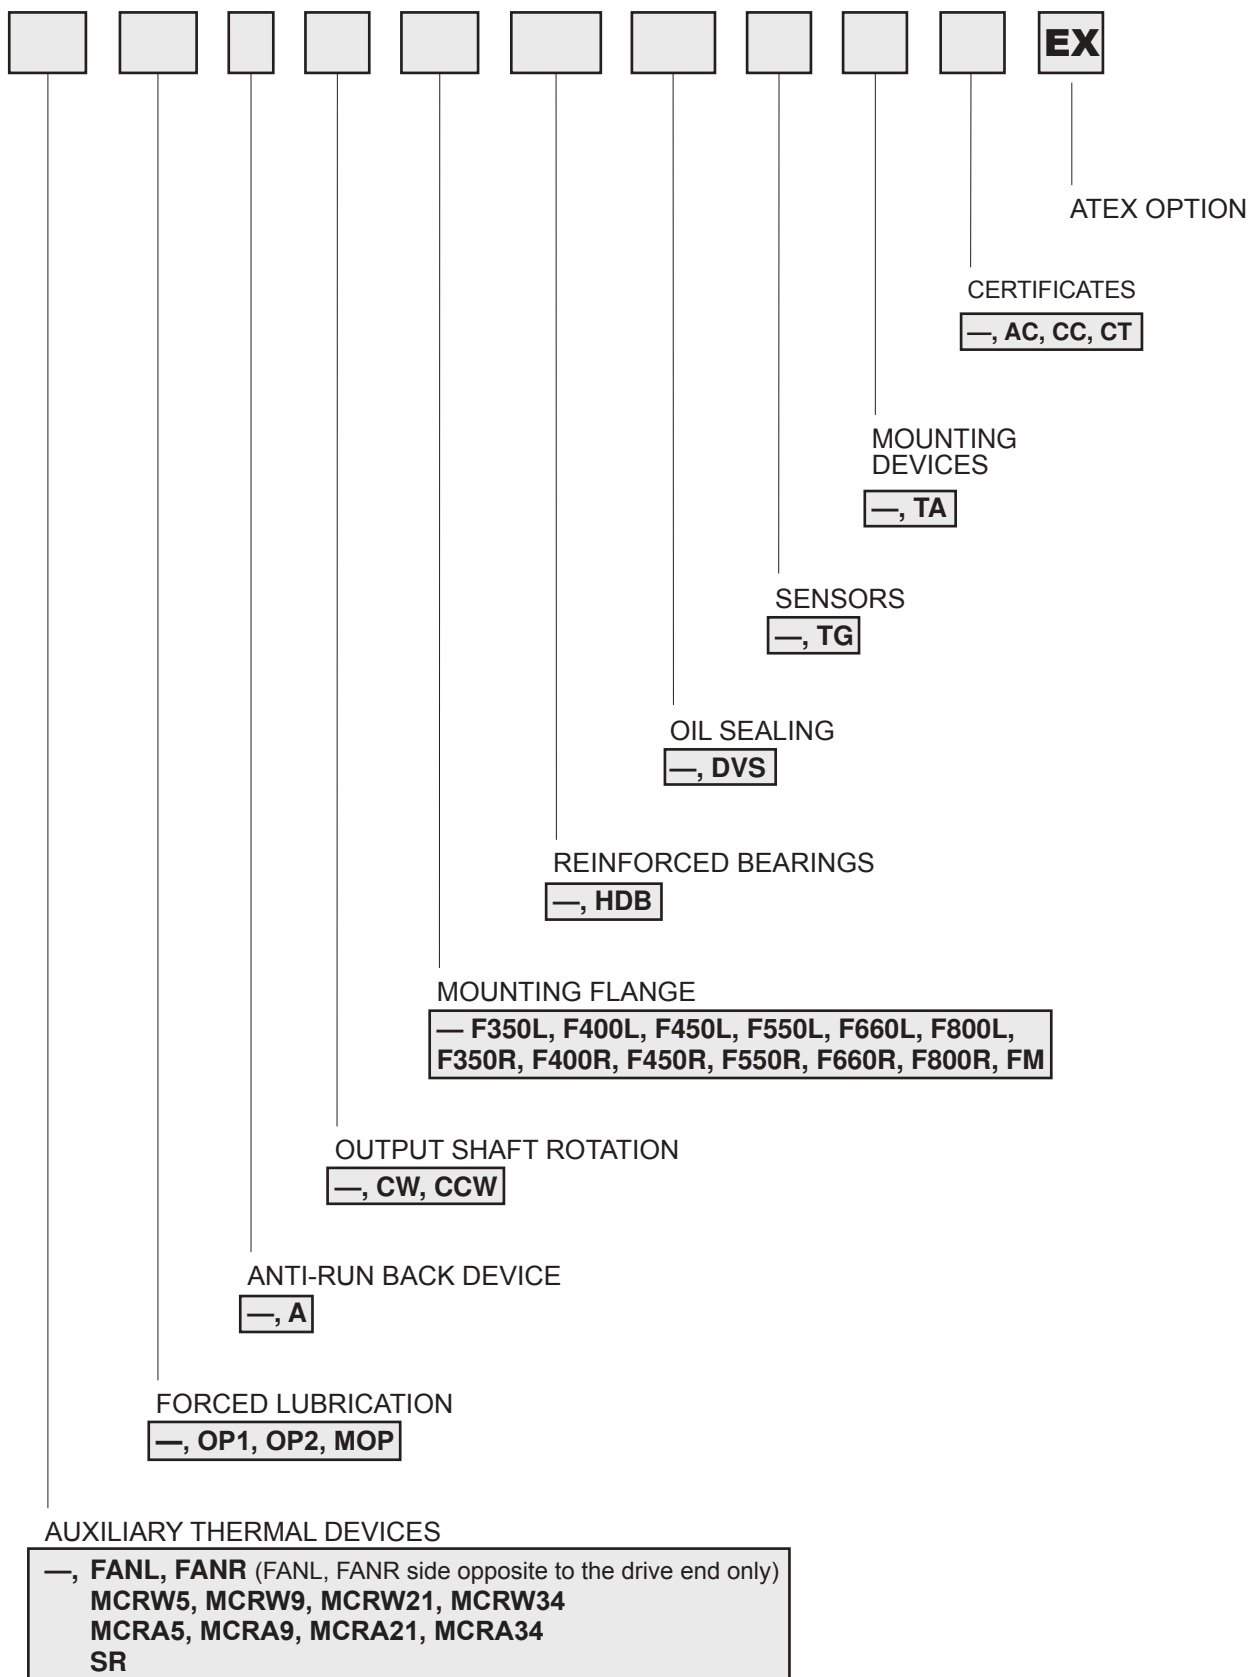 EX
ATEX OPTION
CERTIFICATES
—, AC, CC, CT
MOUNTING
DEVICES
—, TA
SENSORS
—, TG
OIL SEALING
—, DVS
REINFORCED BEARINGS
—, HDB
MOUNTING FLANGE
— F350L, F400L, F450L, F550L, F660L, F800L,
F350R, F400R, F450R, F550R, F660R, F800R, FM
OUTPUT SHAFT ROTATION
—, CW, CCW
ANTI-RUN BACK DEVICE
—, A
FORCED LUBRICATION
—, OP1, OP2, MOP
AUXILIARY THERMAL DEVICES
—, FANL, FANR (FANL, FANR side opposite to the drive end only)
MCRW5, MCRW9, MCRW21, MCRW34
MCRA5, MCRA9, MCRA21, MCRA34
SR